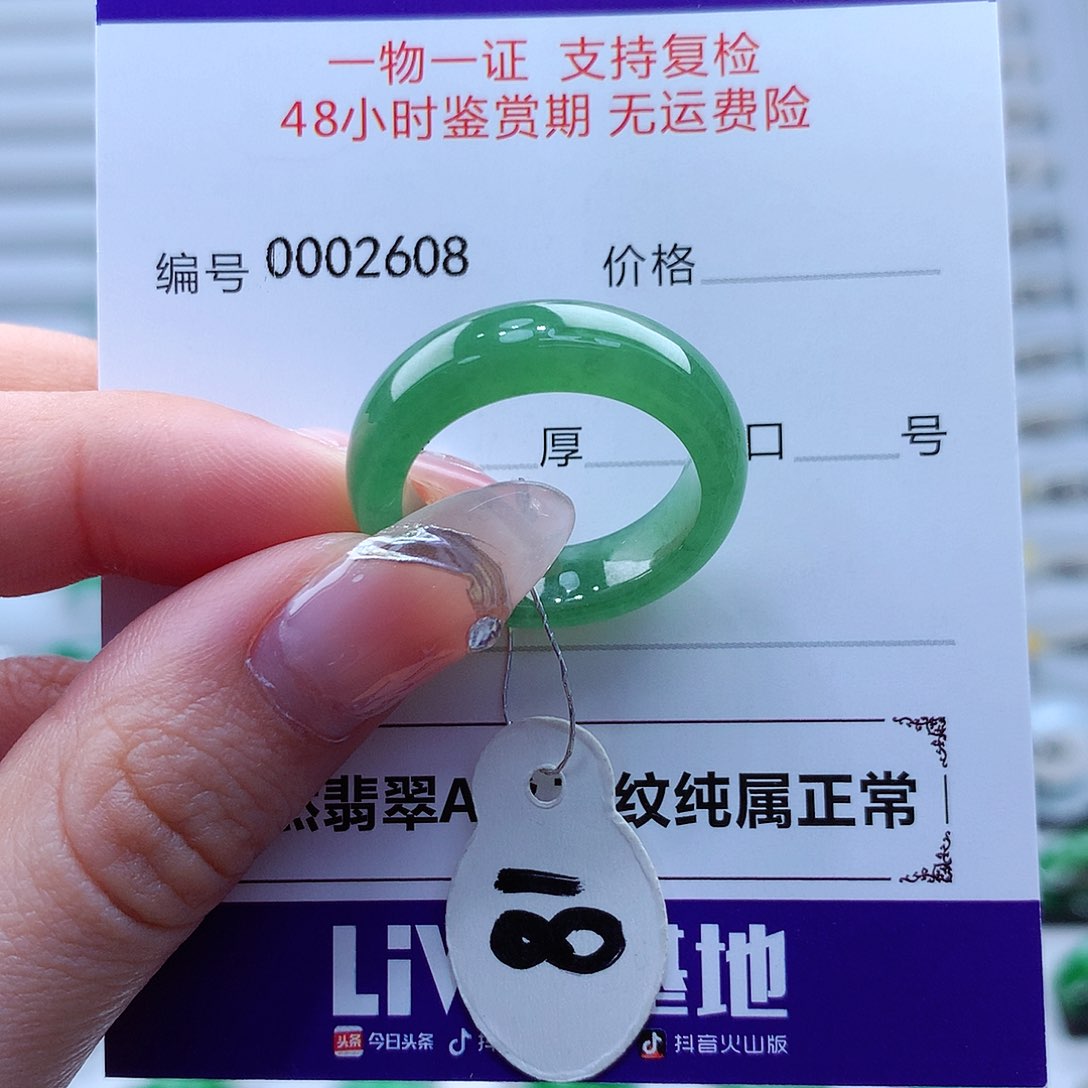 一物一证 支持复检
48小时鉴赏期 无运费险
编号 0002608 价格
厚 口 号
翡翠A 纹纯属正常
18
LiV 基地
头条 今日头条 抖 抖音火山版